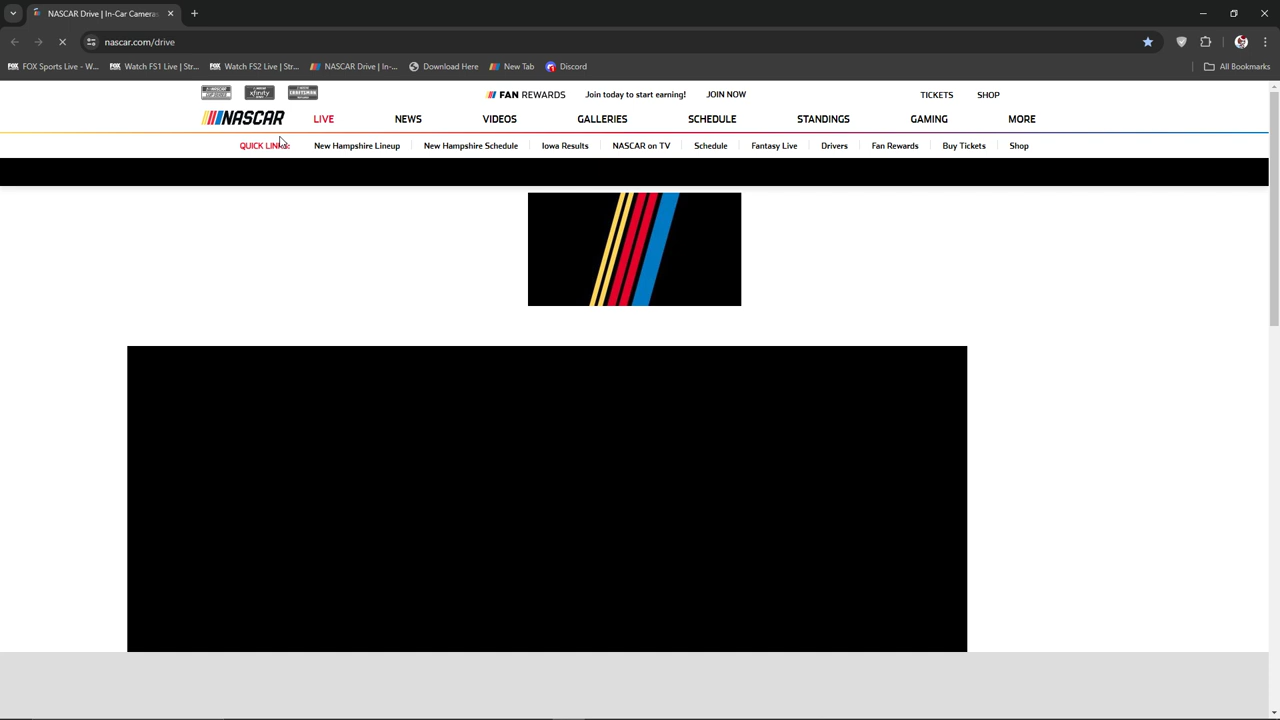 NASCAR Drive | In-Car Cameras
nascar.com/drive
FOX Sports Live - W... Watch FS1 Live | Str... Watch FS2 Live | Str... NASCAR Drive | In-... Download Here New Tab Discord All Bookmarks
xfinity
FAN REWARDS Join today to start earning! JOIN NOW TICKETS SHOP
NASCAR LIVE NEWS VIDEOS GALLERIES SCHEDULE STANDINGS GAMING MORE
QUICK LINKS: New Hampshire Lineup New Hampshire Schedule Iowa Results NASCAR on TV Schedule Fantasy Live Drivers Fan Rewards Buy Tickets Shop